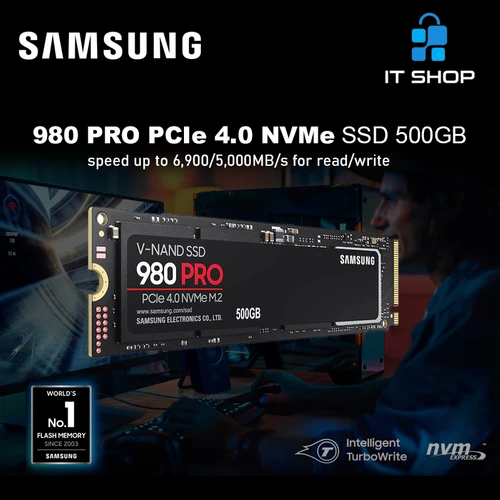 SAMSUNG
IT SHOP
980 PRO PCIe 4.0 NVMe SSD 500GB
speed up to 6,900/5,000MB/s for read/write
V-NAND SSD
980 PRO
PCIe 4.0 NVMe M.2
www.samsung.com/ssd
SAMSUNG ELECTRONICS CO., LTD.
500GB
SAMSUNG
WORLD'S
No.1
FLASH MEMORY
SINCE 2003
SAMSUNG
T
Intelligent
TurboWrite
nvm
EXPRESS